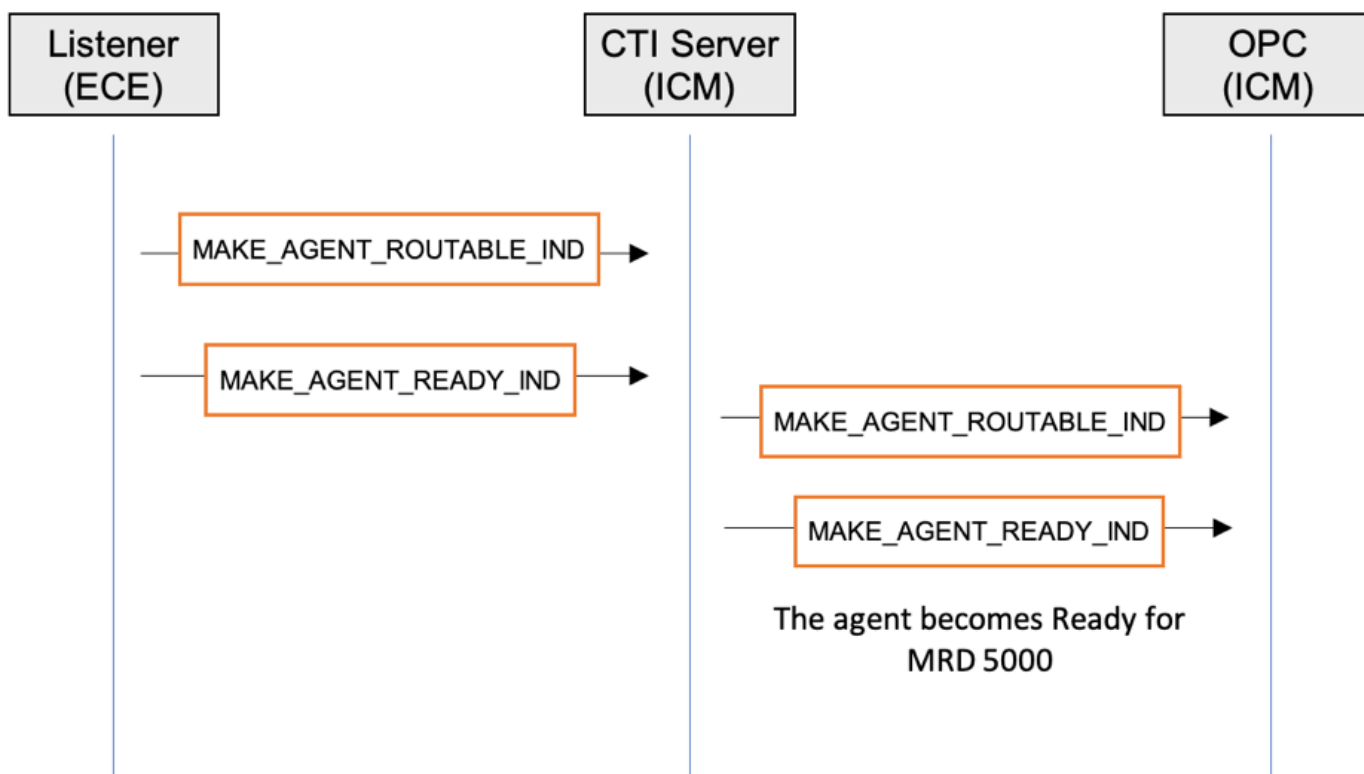 Listener
(ECE)
CTI Server
(ICM)
OPC
(ICM)
MAKE_AGENT_ROUTABLE_IND
MAKE_AGENT_READY_IND
MAKE_AGENT_ROUTABLE_IND
MAKE_AGENT_READY_IND
The agent becomes Ready for
MRD 5000